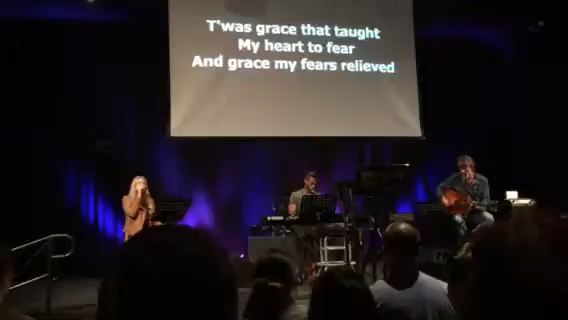 T'was grace that taught
My heart to fear
And grace my fears relieved